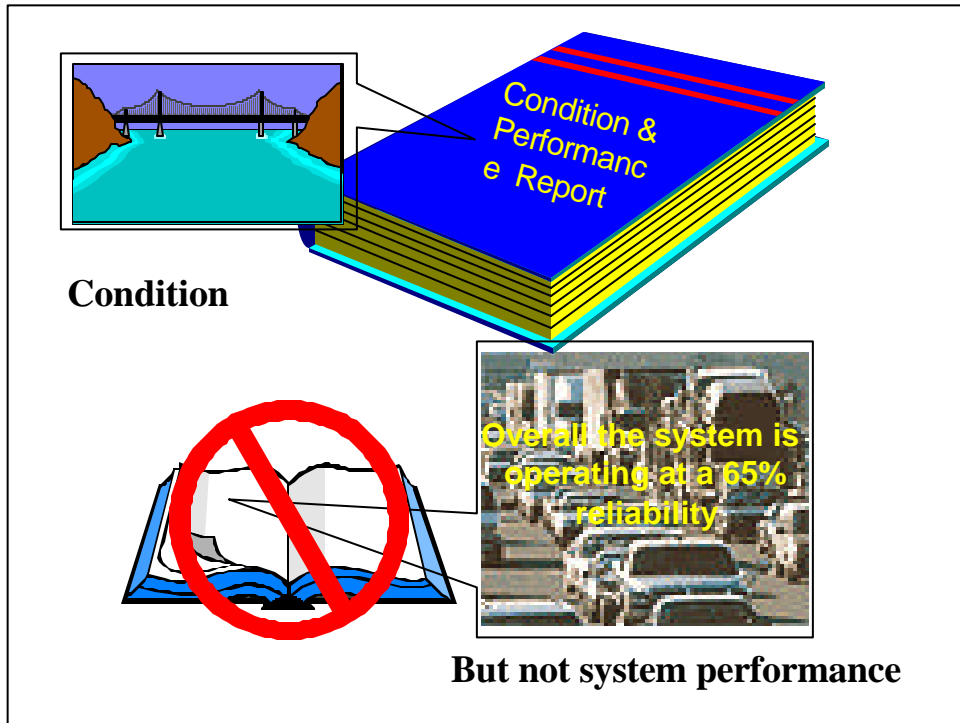 Condition &
Performanc
e Report
Condition
Overall the system is
operating at a 65%
reliability
But not system performance